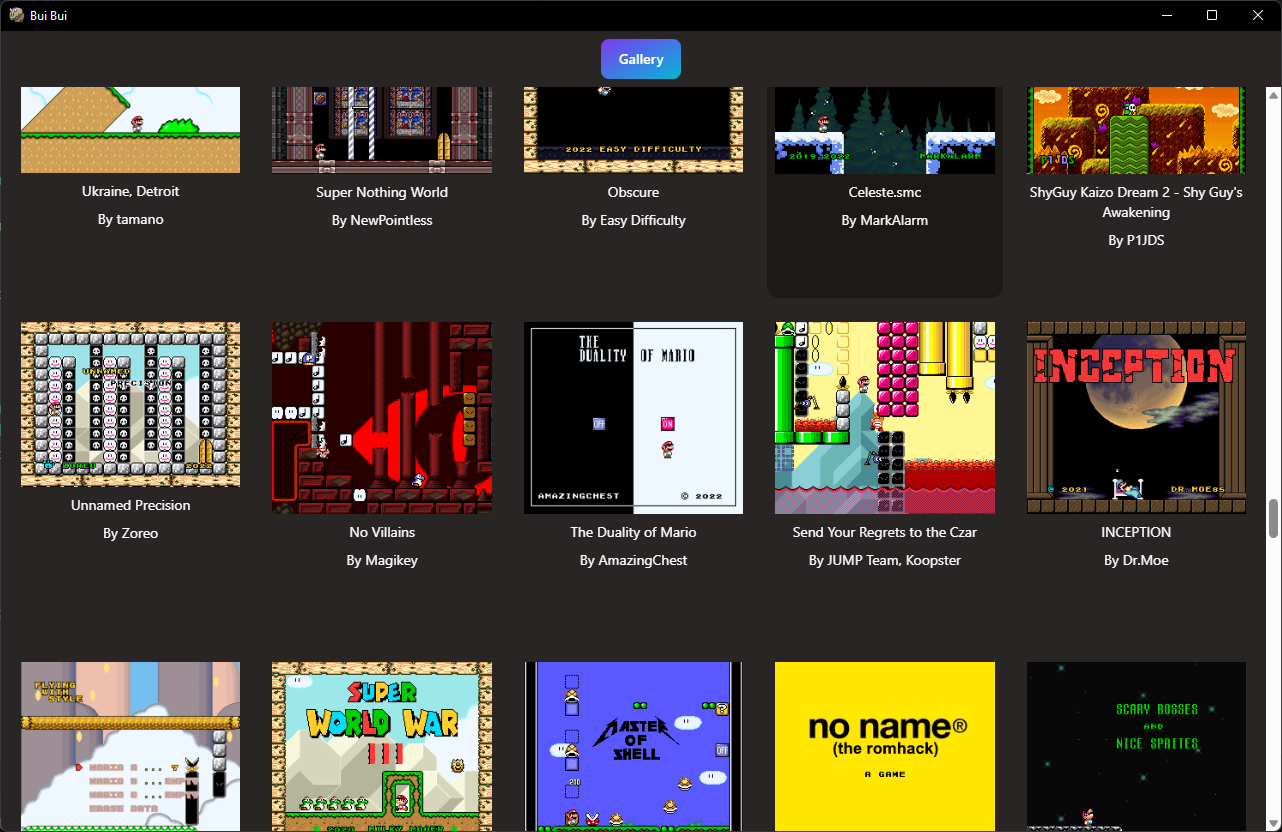 Bui Bui
Gallery
2022 EASY DIFFICULTY
2019-2022 MARKALARM
P1JDS
Ukraine, Detroit
By tamano
Super Nothing World
By NewPointless
Obscure
By Easy Difficulty
Celeste.smc
By MarkAlarm
ShyGuy Kaizo Dream 2 - Shy Guy's
Awakening
By P1JDS
UNNAMED
PRECISION
ZOREO 2022
THE
DUALITY OF MARIO
OFF ON
AMAZINGCHEST © 2022
INCEPTION
© 2021 DR.MOE85
Unnamed Precision
By Zoreo
No Villains
By Magikey
The Duality of Mario
By AmazingChest
Send Your Regrets to the Czar
By JUMP Team, Koopster
INCEPTION
By Dr.Moe
FLYING
WITH
STYLE
MARIO A ...
MARIO B ...EMPTY
MARIO C ...EMPTY
ERASE DATA
SUPER
WORLD WAR
III
MASTER
OF
SHELL
OFF
no name®
(the romhack)
A GAME
SCARY BOSSES
AND
NICE SPRITES